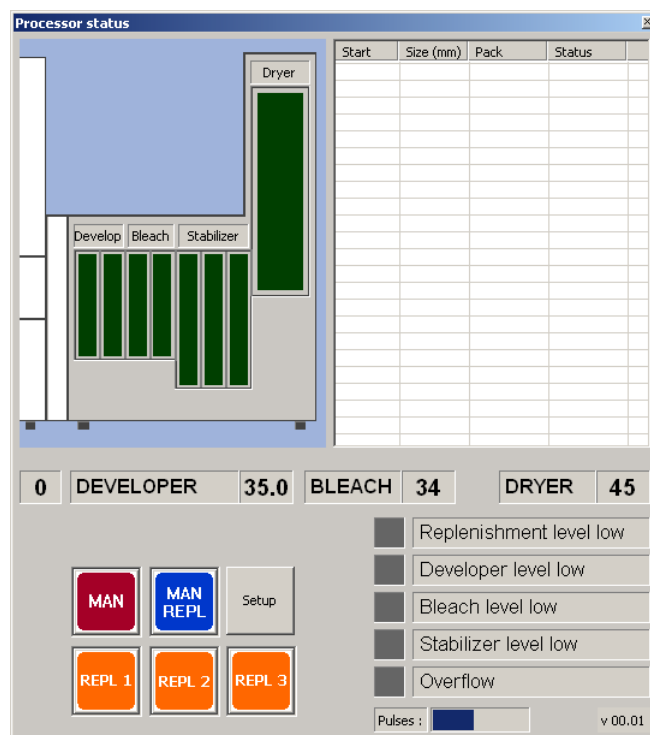 Processor status
Start Size (mm) Pack Status
Dryer
Develop Bleach Stabilizer
0 DEVELOPER 35.0 BLEACH 34 DRYER 45
Replenishment level low
Developer level low
Bleach level low
Stabilizer level low
Overflow
MAN MAN REPL Setup
REPL 1 REPL 2 REPL 3
Pulses : v 00.01